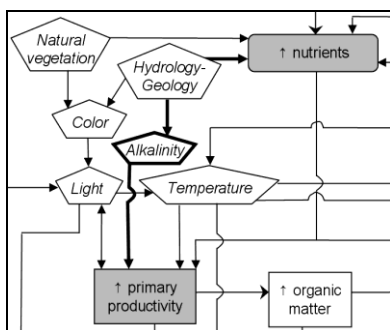 Natural
vegetation
Hydrology-
Geology
↑ nutrients
Color
Alkalinity
Light
Temperature
↑ primary
productivity
↑ organic
matter